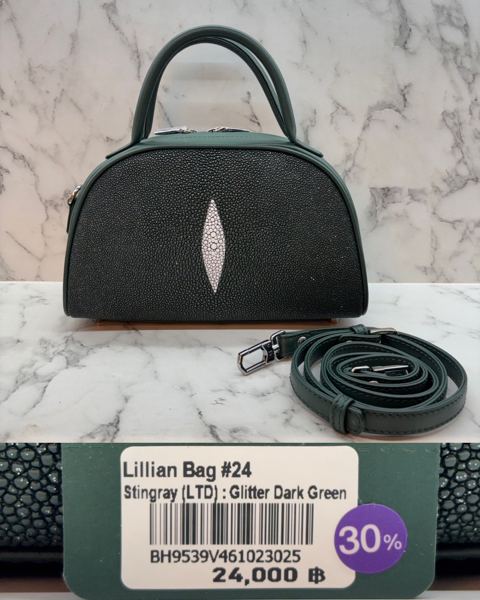 Lillian Bag #24
Stingray (LTD) : Glitter Dark Green
BH9539V461023025
24,000 ฿
30%